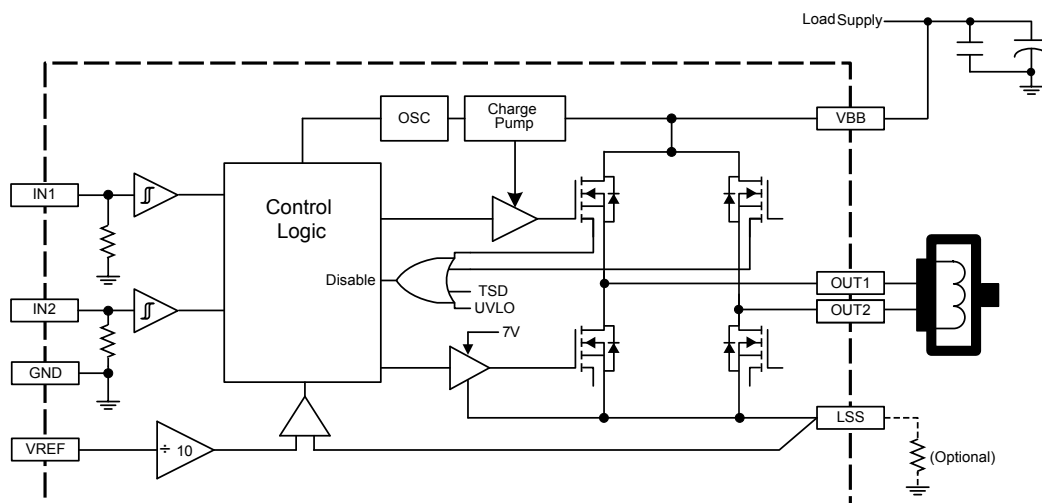 Load Supply
OSC
Charge
Pump
VBB
IN1
Control
Logic
Disable
TSD
UVLO
OUT1
IN2
OUT2
7V
GND
LSS
VREF
÷ 10
(Optional)